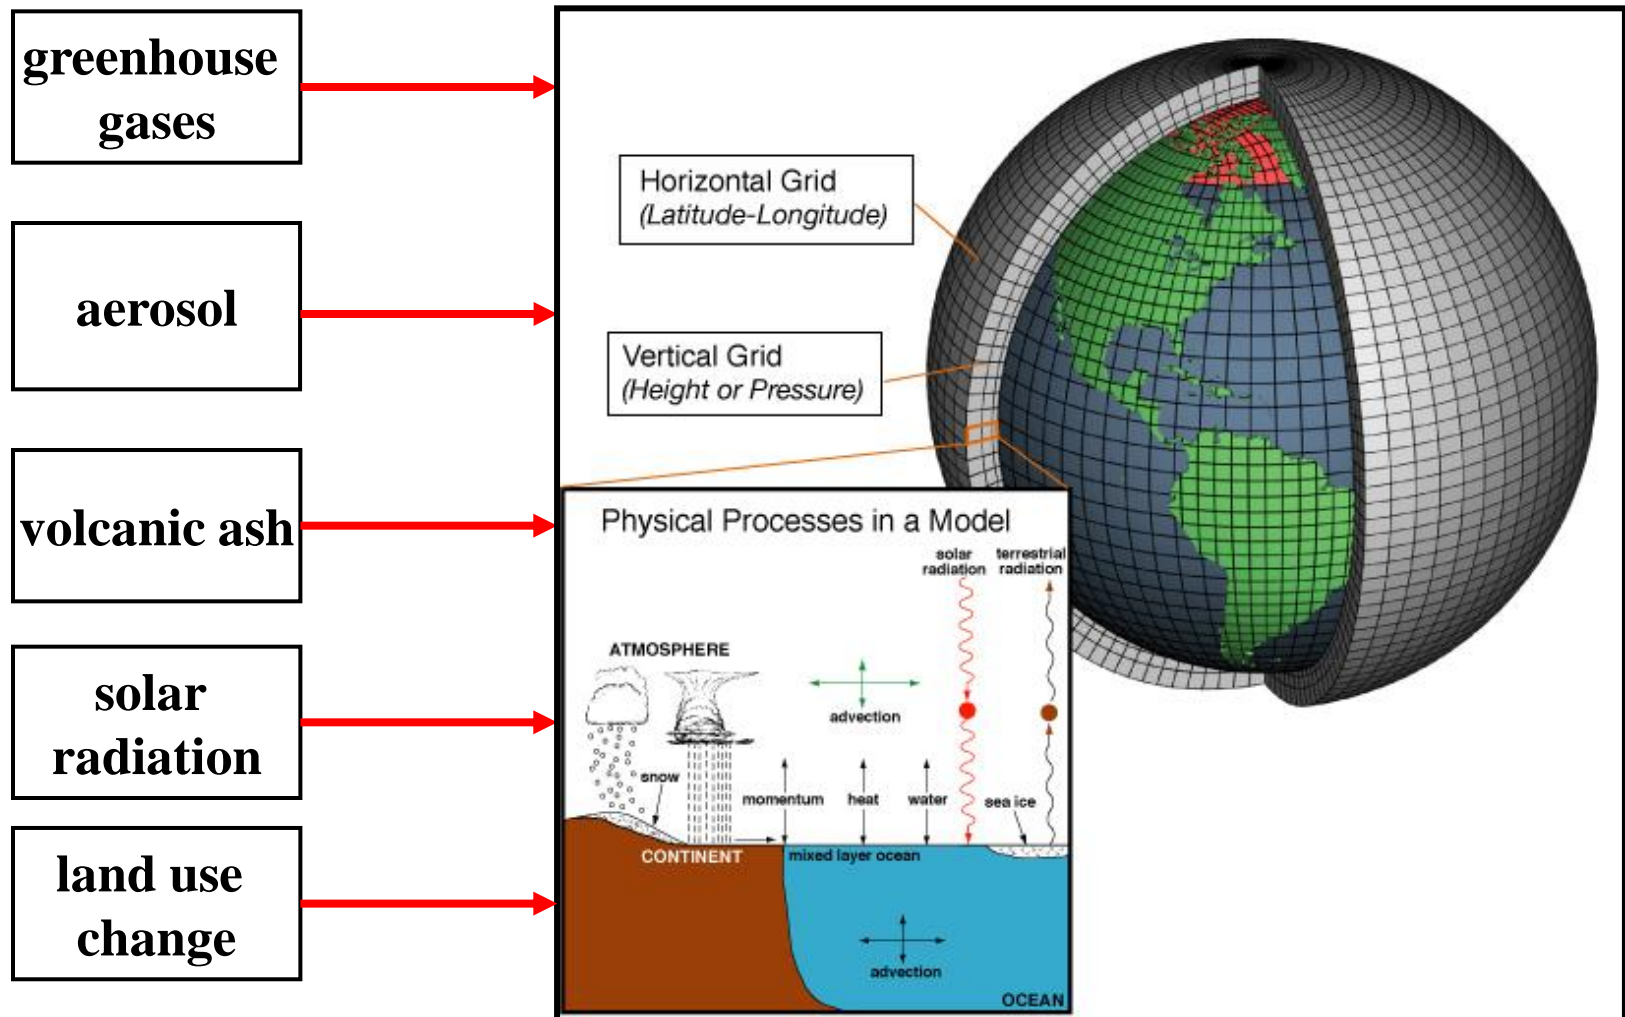 greenhouse
gases
aerosol
volcanic ash
solar
radiation
land use
change
Horizontal Grid
(Latitude-Longitude)
Vertical Grid
(Height or Pressure)
Physical Processes in a Model
solar
radiation
terrestrial
radiation
ATMOSPHERE
advection
snow
momentum
heat
water
sea ice
CONTINENT
mixed layer ocean
advection
OCEAN